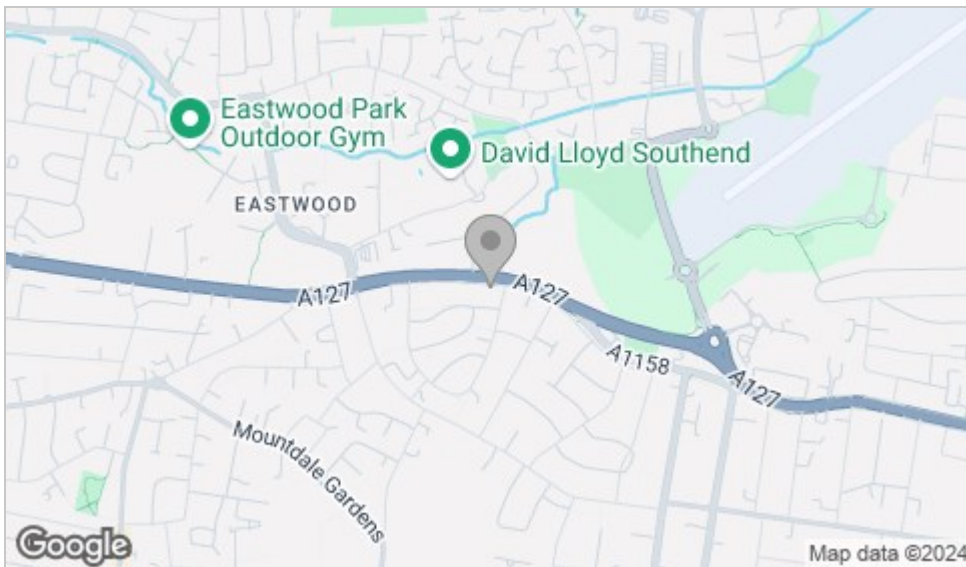 Eastwood Park
Outdoor Gym
David Lloyd Southend
EASTWOOD
A127
A127
A1158
A127
Mountdale Gardens
Google
Map data ©2024